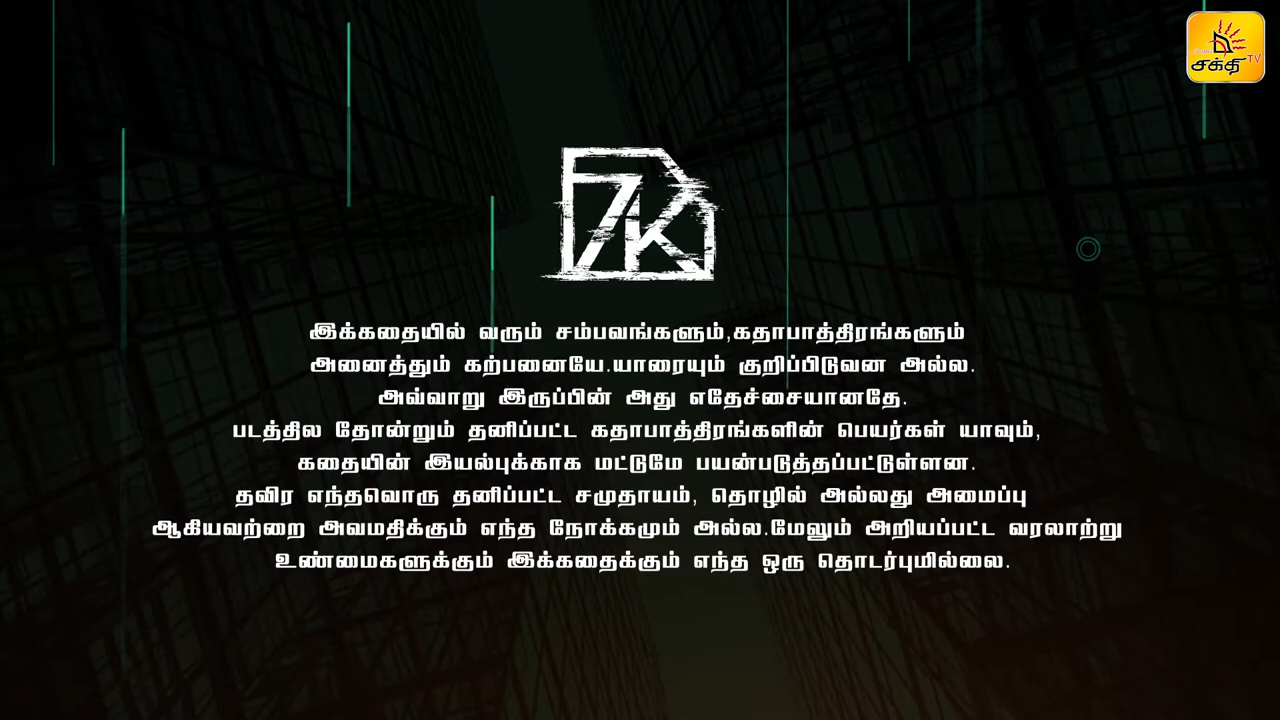 சக்தி TV
7K
இக்கதையில் வரும் சம்பவங்களும்,கதாபாத்திரங்களும்
அனைத்தும் கற்பனையே.யாரையும் குறிப்பிடுவன அல்ல.
அவ்வாறு இருப்பின் அது எதேச்சையானதே.
படத்தில தோன்றும் தனிப்பட்ட கதாபாத்திரங்களின் பெயர்கள் யாவும்,
கதையின் இயல்புக்காக மட்டுமே பயன்படுத்தப்பட்டுள்ளன.
தவிர எந்தவொரு தனிப்பட்ட சமுதாயம், தொழில் அல்லது அமைப்பு
ஆகியவற்றை அவமதிக்கும் எந்த நோக்கமும் அல்ல.மேலும் அறியப்பட்ட வரலாற்று
உண்மைகளுக்கும் இக்கதைக்கும் எந்த ஒரு தொடர்புமில்லை.